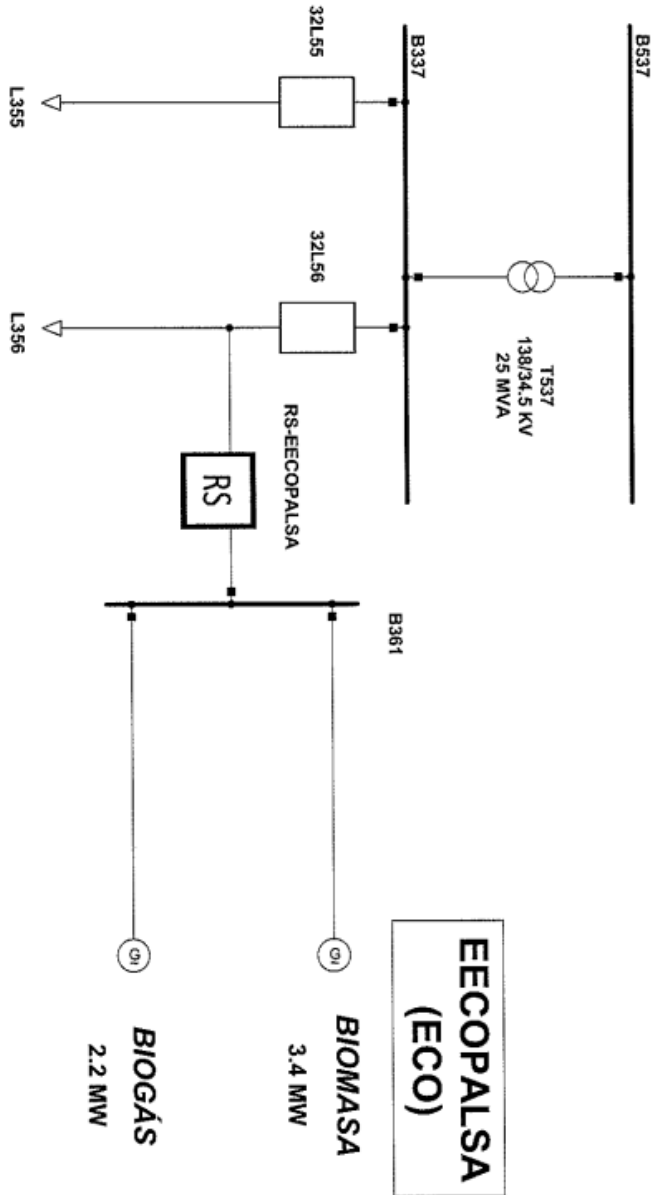 B537
T537
138/34.5 KV
25 MVA
B337
32L55
32L56
L355
L356
RS-EECOPALSA
RS
B361
EECOPALSA
(ECO)
BIOMASA
3.4 MW
BIOGÁS
2.2 MW